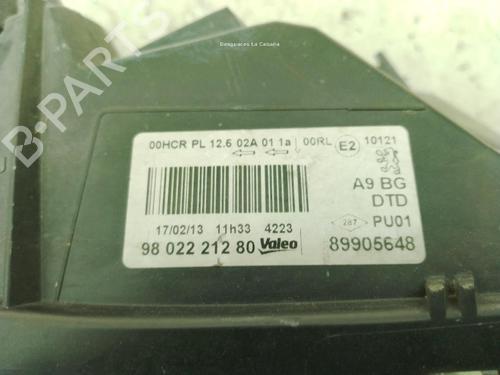 Desguaces La Cabaña
00HCR PL 12.6 02A 01 1a 00RL E2 10121
A9 BG
DTD
17/02/13 11h33 4223 287 PU01
98 022 212 80 Valeo 89905648
B-PARTS